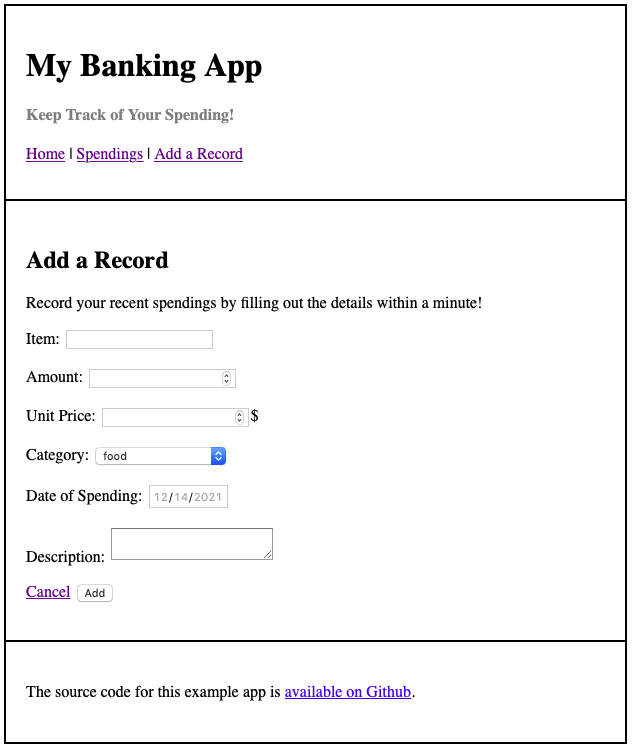 My Banking App
Keep Track of Your Spending!
Home | Spendings | Add a Record
Add a Record
Record your recent spendings by filling out the details within a minute!
Item:
Amount:
Unit Price: $
Category: food
Date of Spending: 12/14/2021
Description:
Cancel Add
The source code for this example app is available on Github.